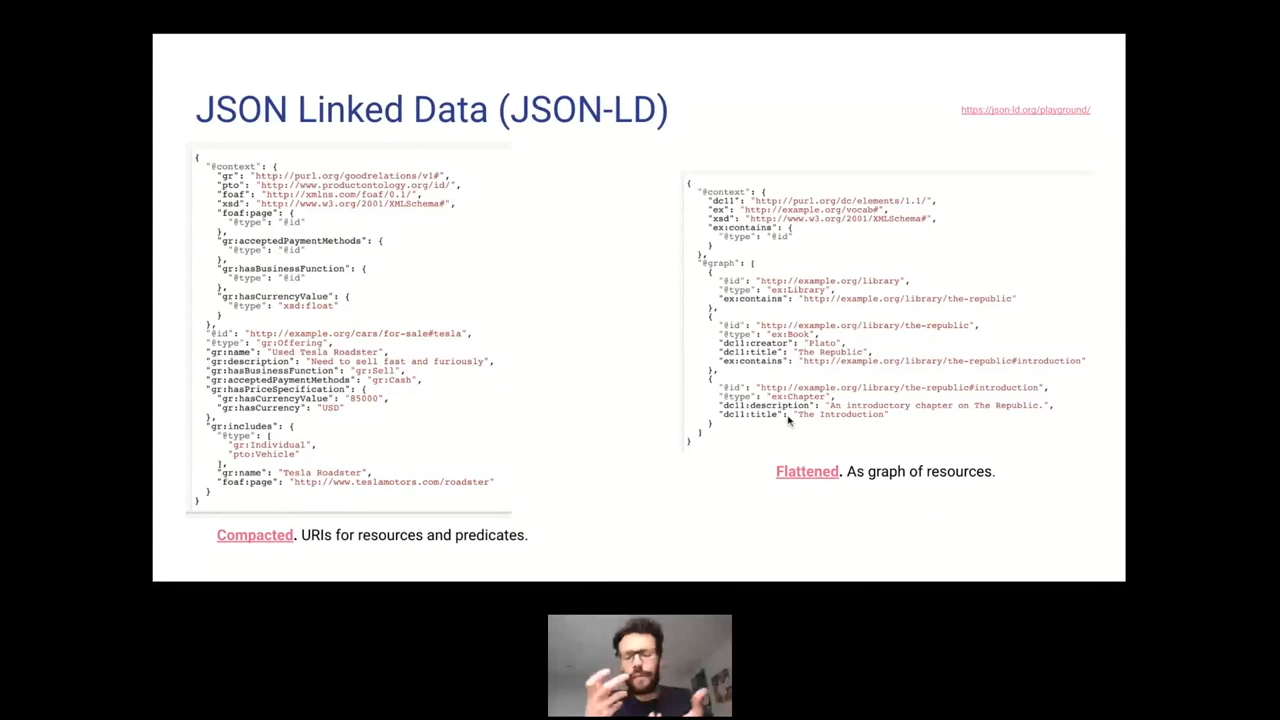 JSON Linked Data (JSON-LD)
https://json-ld.org/playground/
{
"@context": {
"gr": "http://purl.org/goodrelations/v1#",
"pto": "http://www.productontology.org/id/",
"foaf": "http://xmlns.com/foaf/0.1/",
"xsd": "http://www.w3.org/2001/XMLSchema#",
"foaf:page": {
"@type": "@id"
},
"gr:acceptedPaymentMethods": {
"@type": "@id"
},
"gr:hasBusinessFunction": {
"@type": "@id"
},
"gr:hasCurrencyValue": {
"@type": "xsd:float"
}
},
"@id": "http://example.org/cars/for-sale#tesla",
"@type": "gr:Offering",
"gr:name": "Used Tesla Roadster",
"gr:description": "Need to sell fast and furiously",
"gr:hasBusinessFunction": "gr:Sell",
"gr:acceptedPaymentMethods": "gr:Cash",
"gr:hasPriceSpecification": {
"gr:hasCurrencyValue": "85000",
"gr:hasCurrency": "USD"
},
"gr:includes": {
"@type": [
"gr:Individual",
"pto:Vehicle"
],
"gr:name": "Tesla Roadster",
"foaf:page": "http://www.teslamotors.com/roadster"
}
}
Compacted. URIs for resources and predicates.
{
"@context": {
"dc11": "http://purl.org/dc/elements/1.1/",
"ex": "http://example.org/vocab#",
"xsd": "http://www.w3.org/2001/XMLSchema#",
"ex:contains": {
"@type": "@id"
}
},
"@graph": [
{
"@id": "http://example.org/library",
"@type": "ex:Library",
"ex:contains": "http://example.org/library/the-republic"
},
{
"@id": "http://example.org/library/the-republic",
"@type": "ex:Book",
"dc11:creator": "Plato",
"dc11:title": "The Republic",
"ex:contains": "http://example.org/library/the-republic#introduction"
},
{
"@id": "http://example.org/library/the-republic#introduction",
"@type": "ex:Chapter",
"dc11:description": "An introductory chapter on The Republic.",
"dc11:title": "The Introduction"
}
]
}
Flattened. As graph of resources.